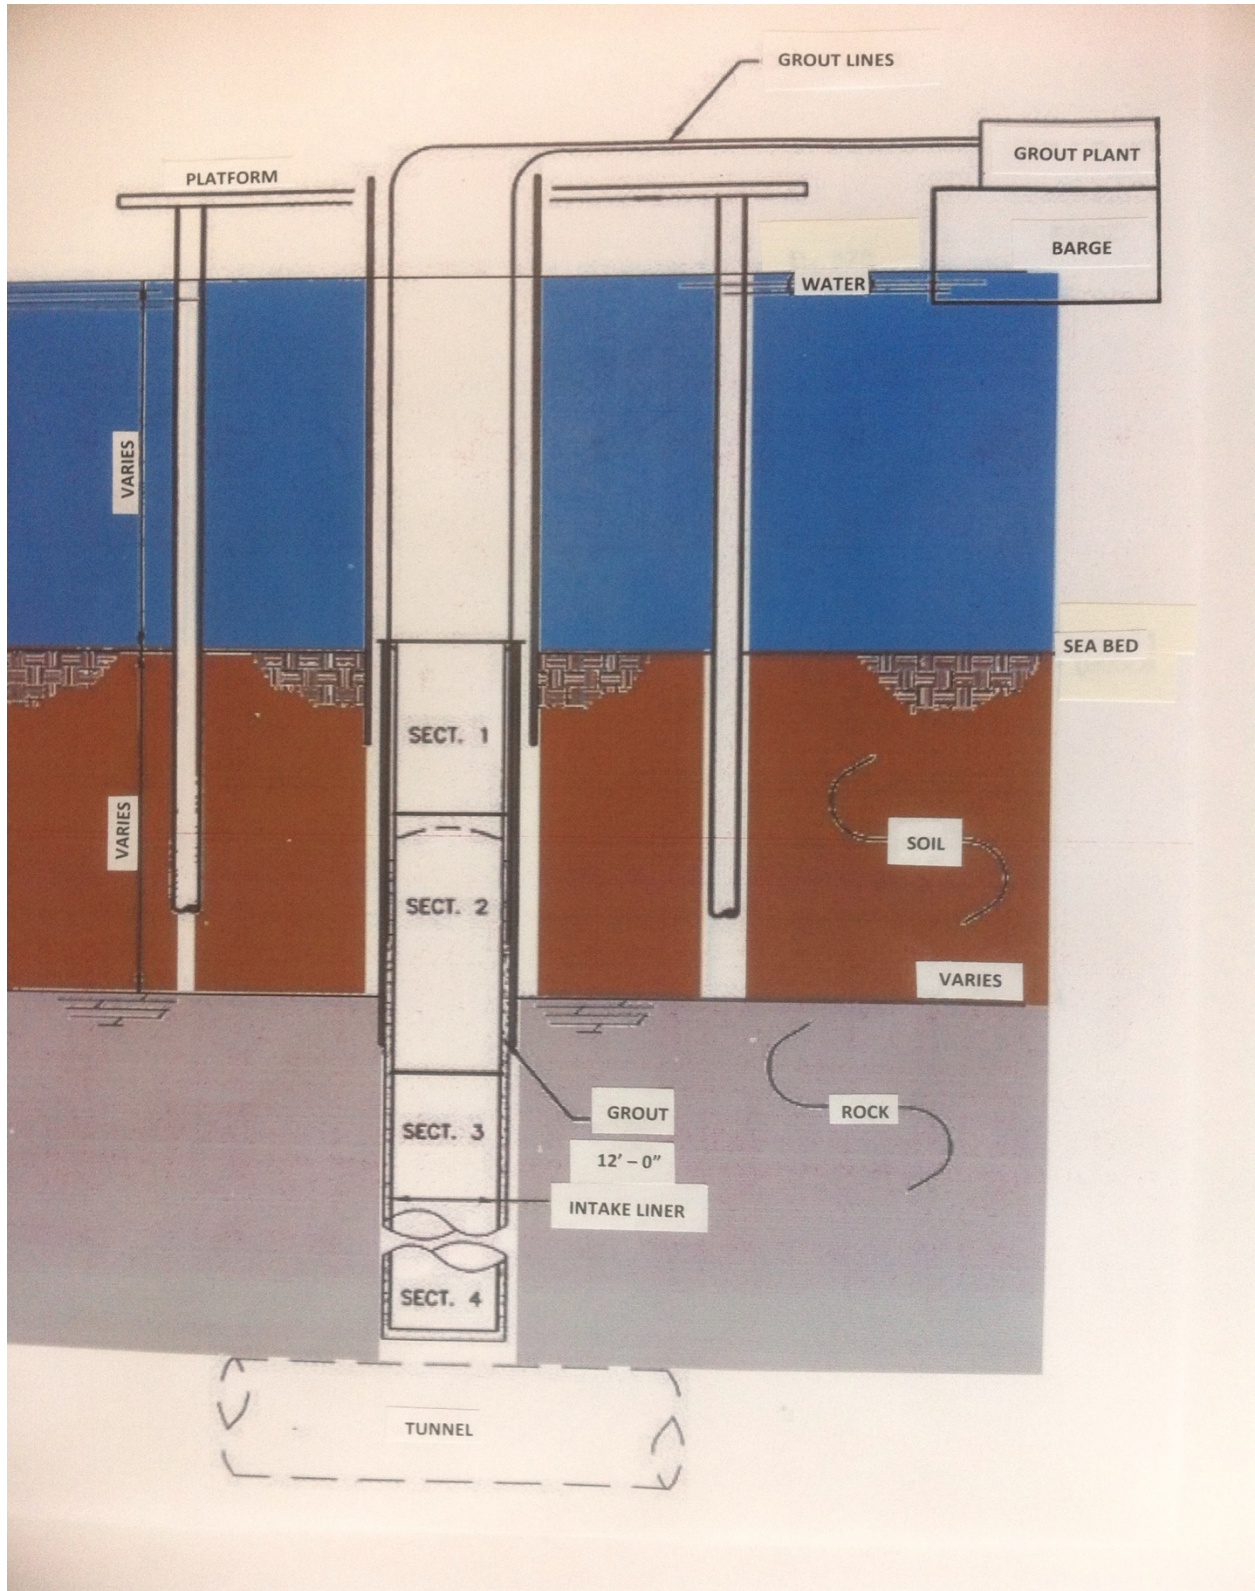 GROUT LINES
GROUT PLANT
PLATFORM
BARGE
WATER
VARIES
SEA BED
SECT. 1
VARIES
SOIL
SECT. 2
VARIES
GROUT
ROCK
SECT. 3
12' – 0"
INTAKE LINER
SECT. 4
TUNNEL